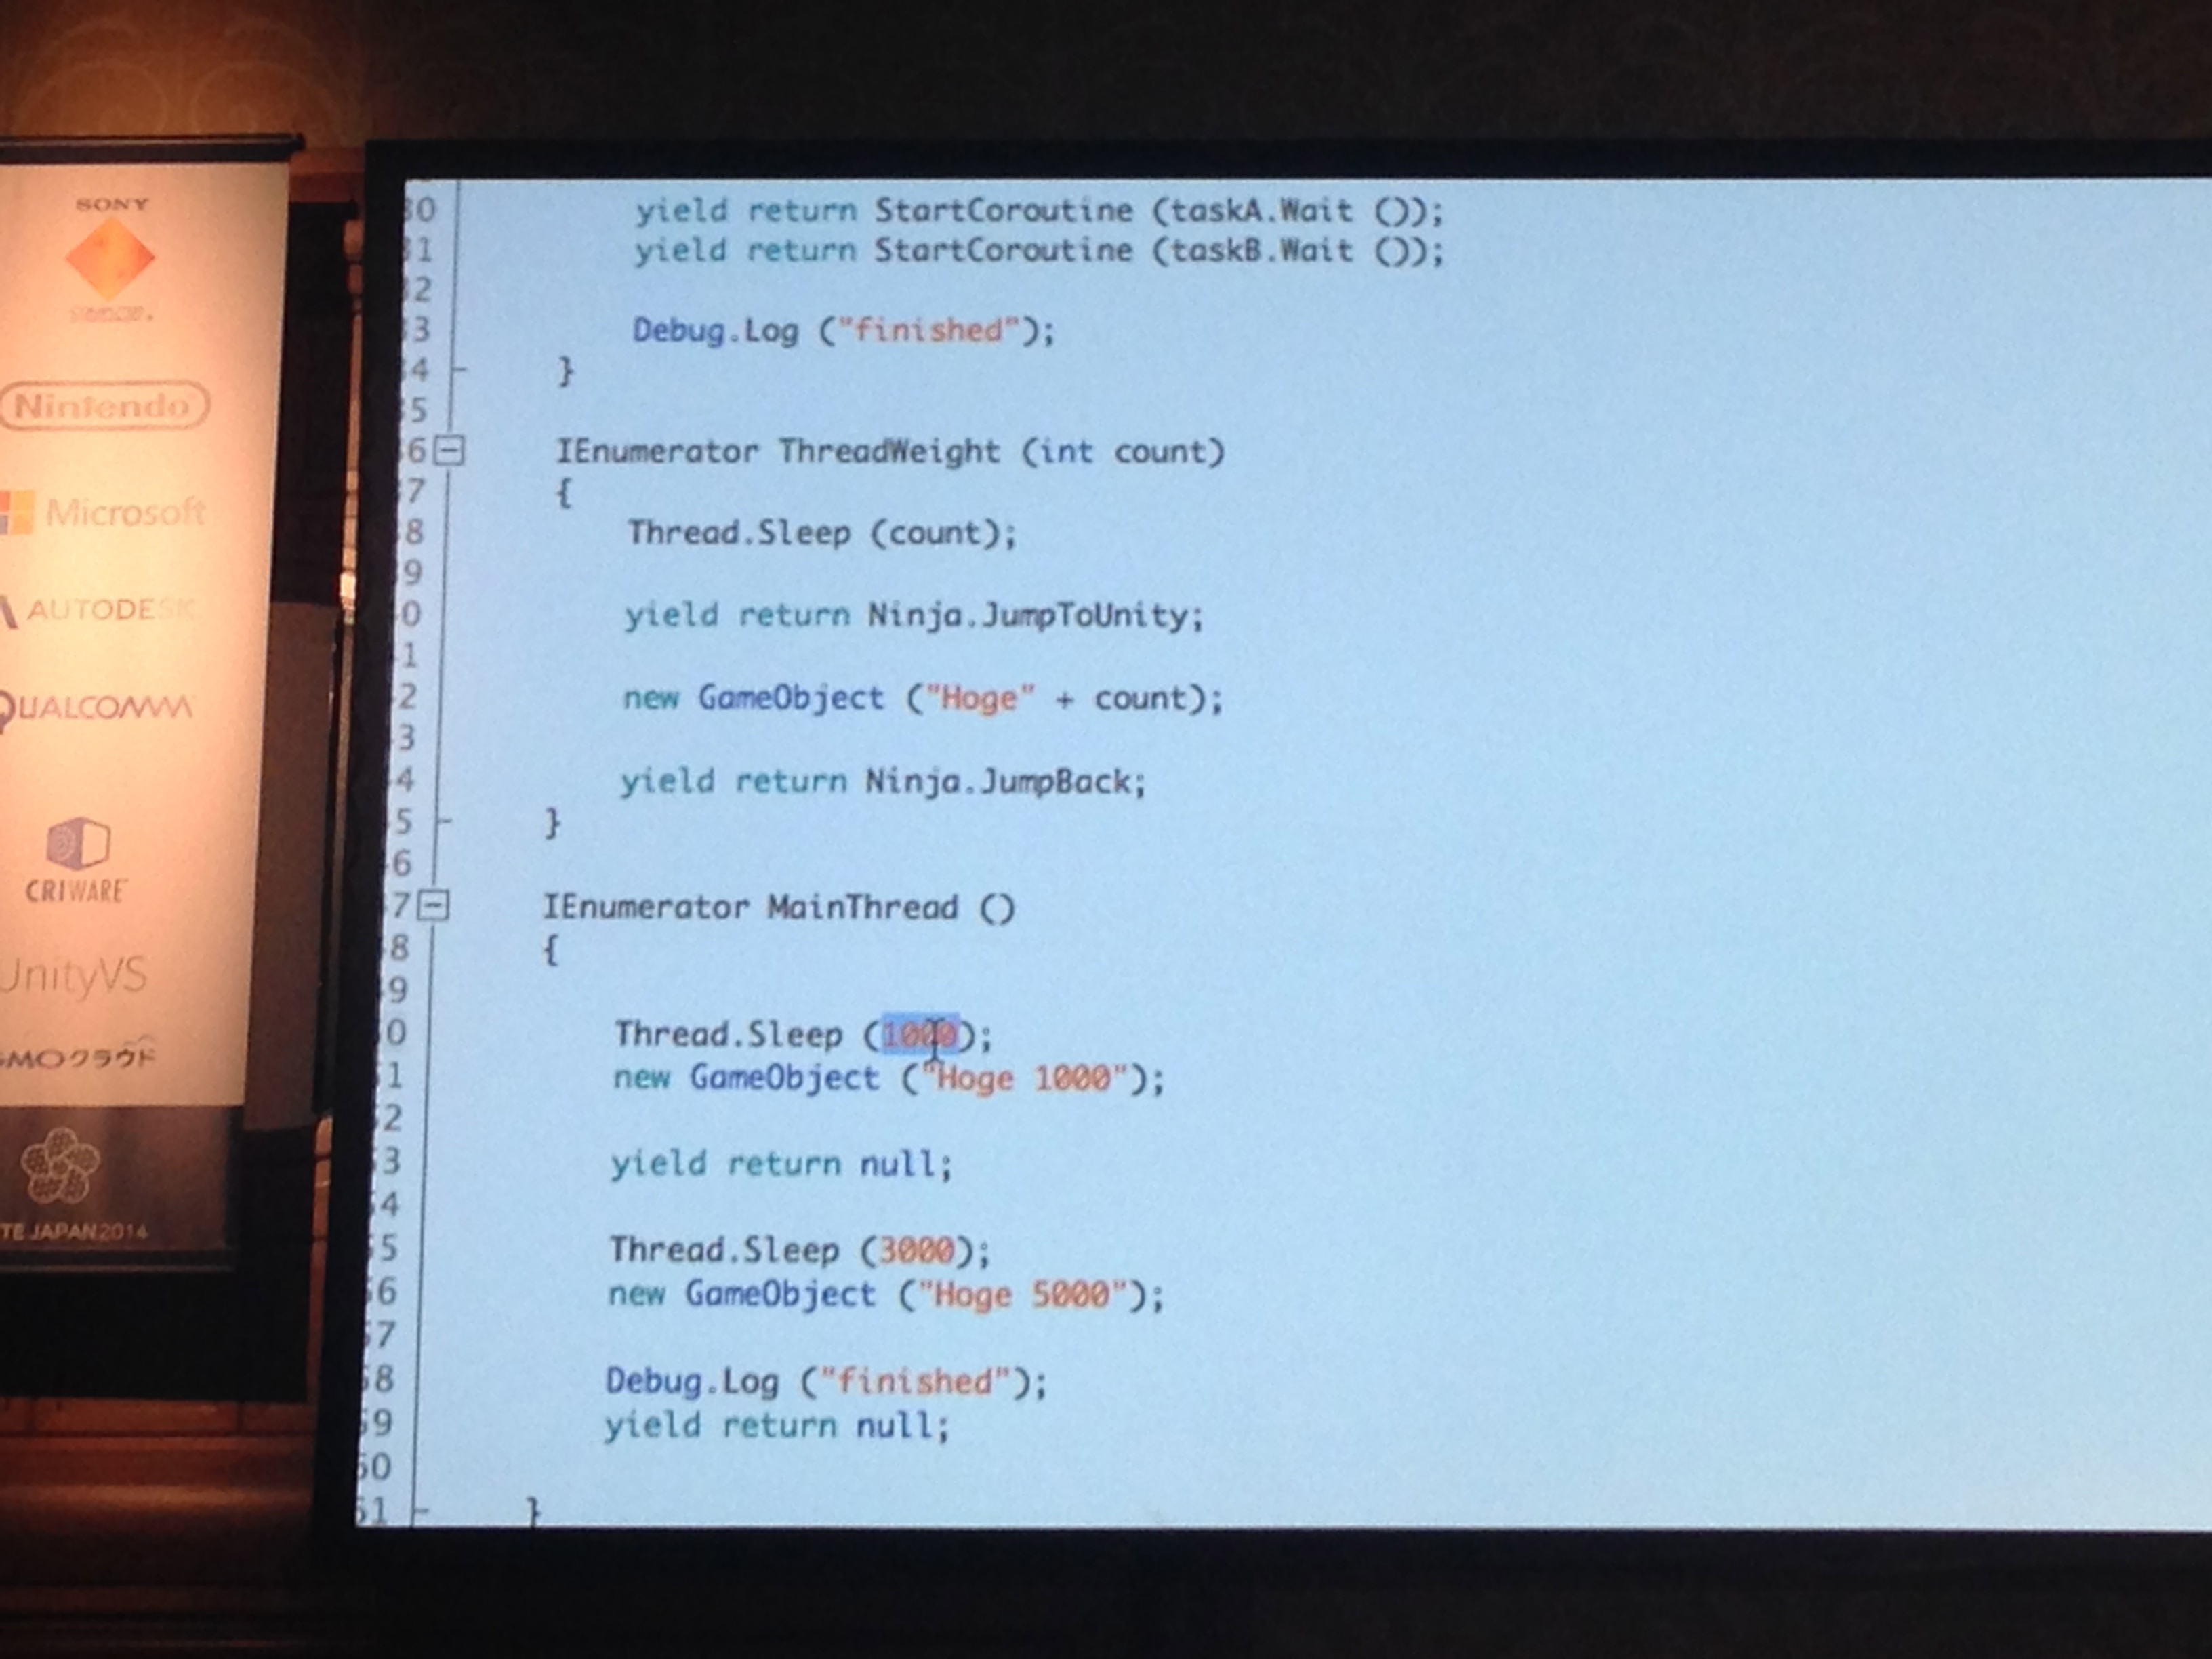 SONY
Nintendo
Microsoft
AUTODESK
QUALCOMM
CRIWARE
UnityVS
GMOクラウド
TE JAPAN2014
30 yield return StartCoroutine (taskA.Wait ());
31 yield return StartCoroutine (taskB.Wait ());
32
33 Debug.Log ("finished");
34 }
35
36 IEnumerator ThreadWeight (int count)
37 {
38 Thread.Sleep (count);
39
40 yield return Ninja.JumpToUnity;
41
42 new GameObject ("Hoge" + count);
43
44 yield return Ninja.JumpBack;
45 }
46
47 IEnumerator MainThread ()
48 {
49
50 Thread.Sleep (1000);
51 new GameObject ("Hoge 1000");
52
53 yield return null;
54
55 Thread.Sleep (3000);
56 new GameObject ("Hoge 5000");
57
58 Debug.Log ("finished");
59 yield return null;
60
61 }